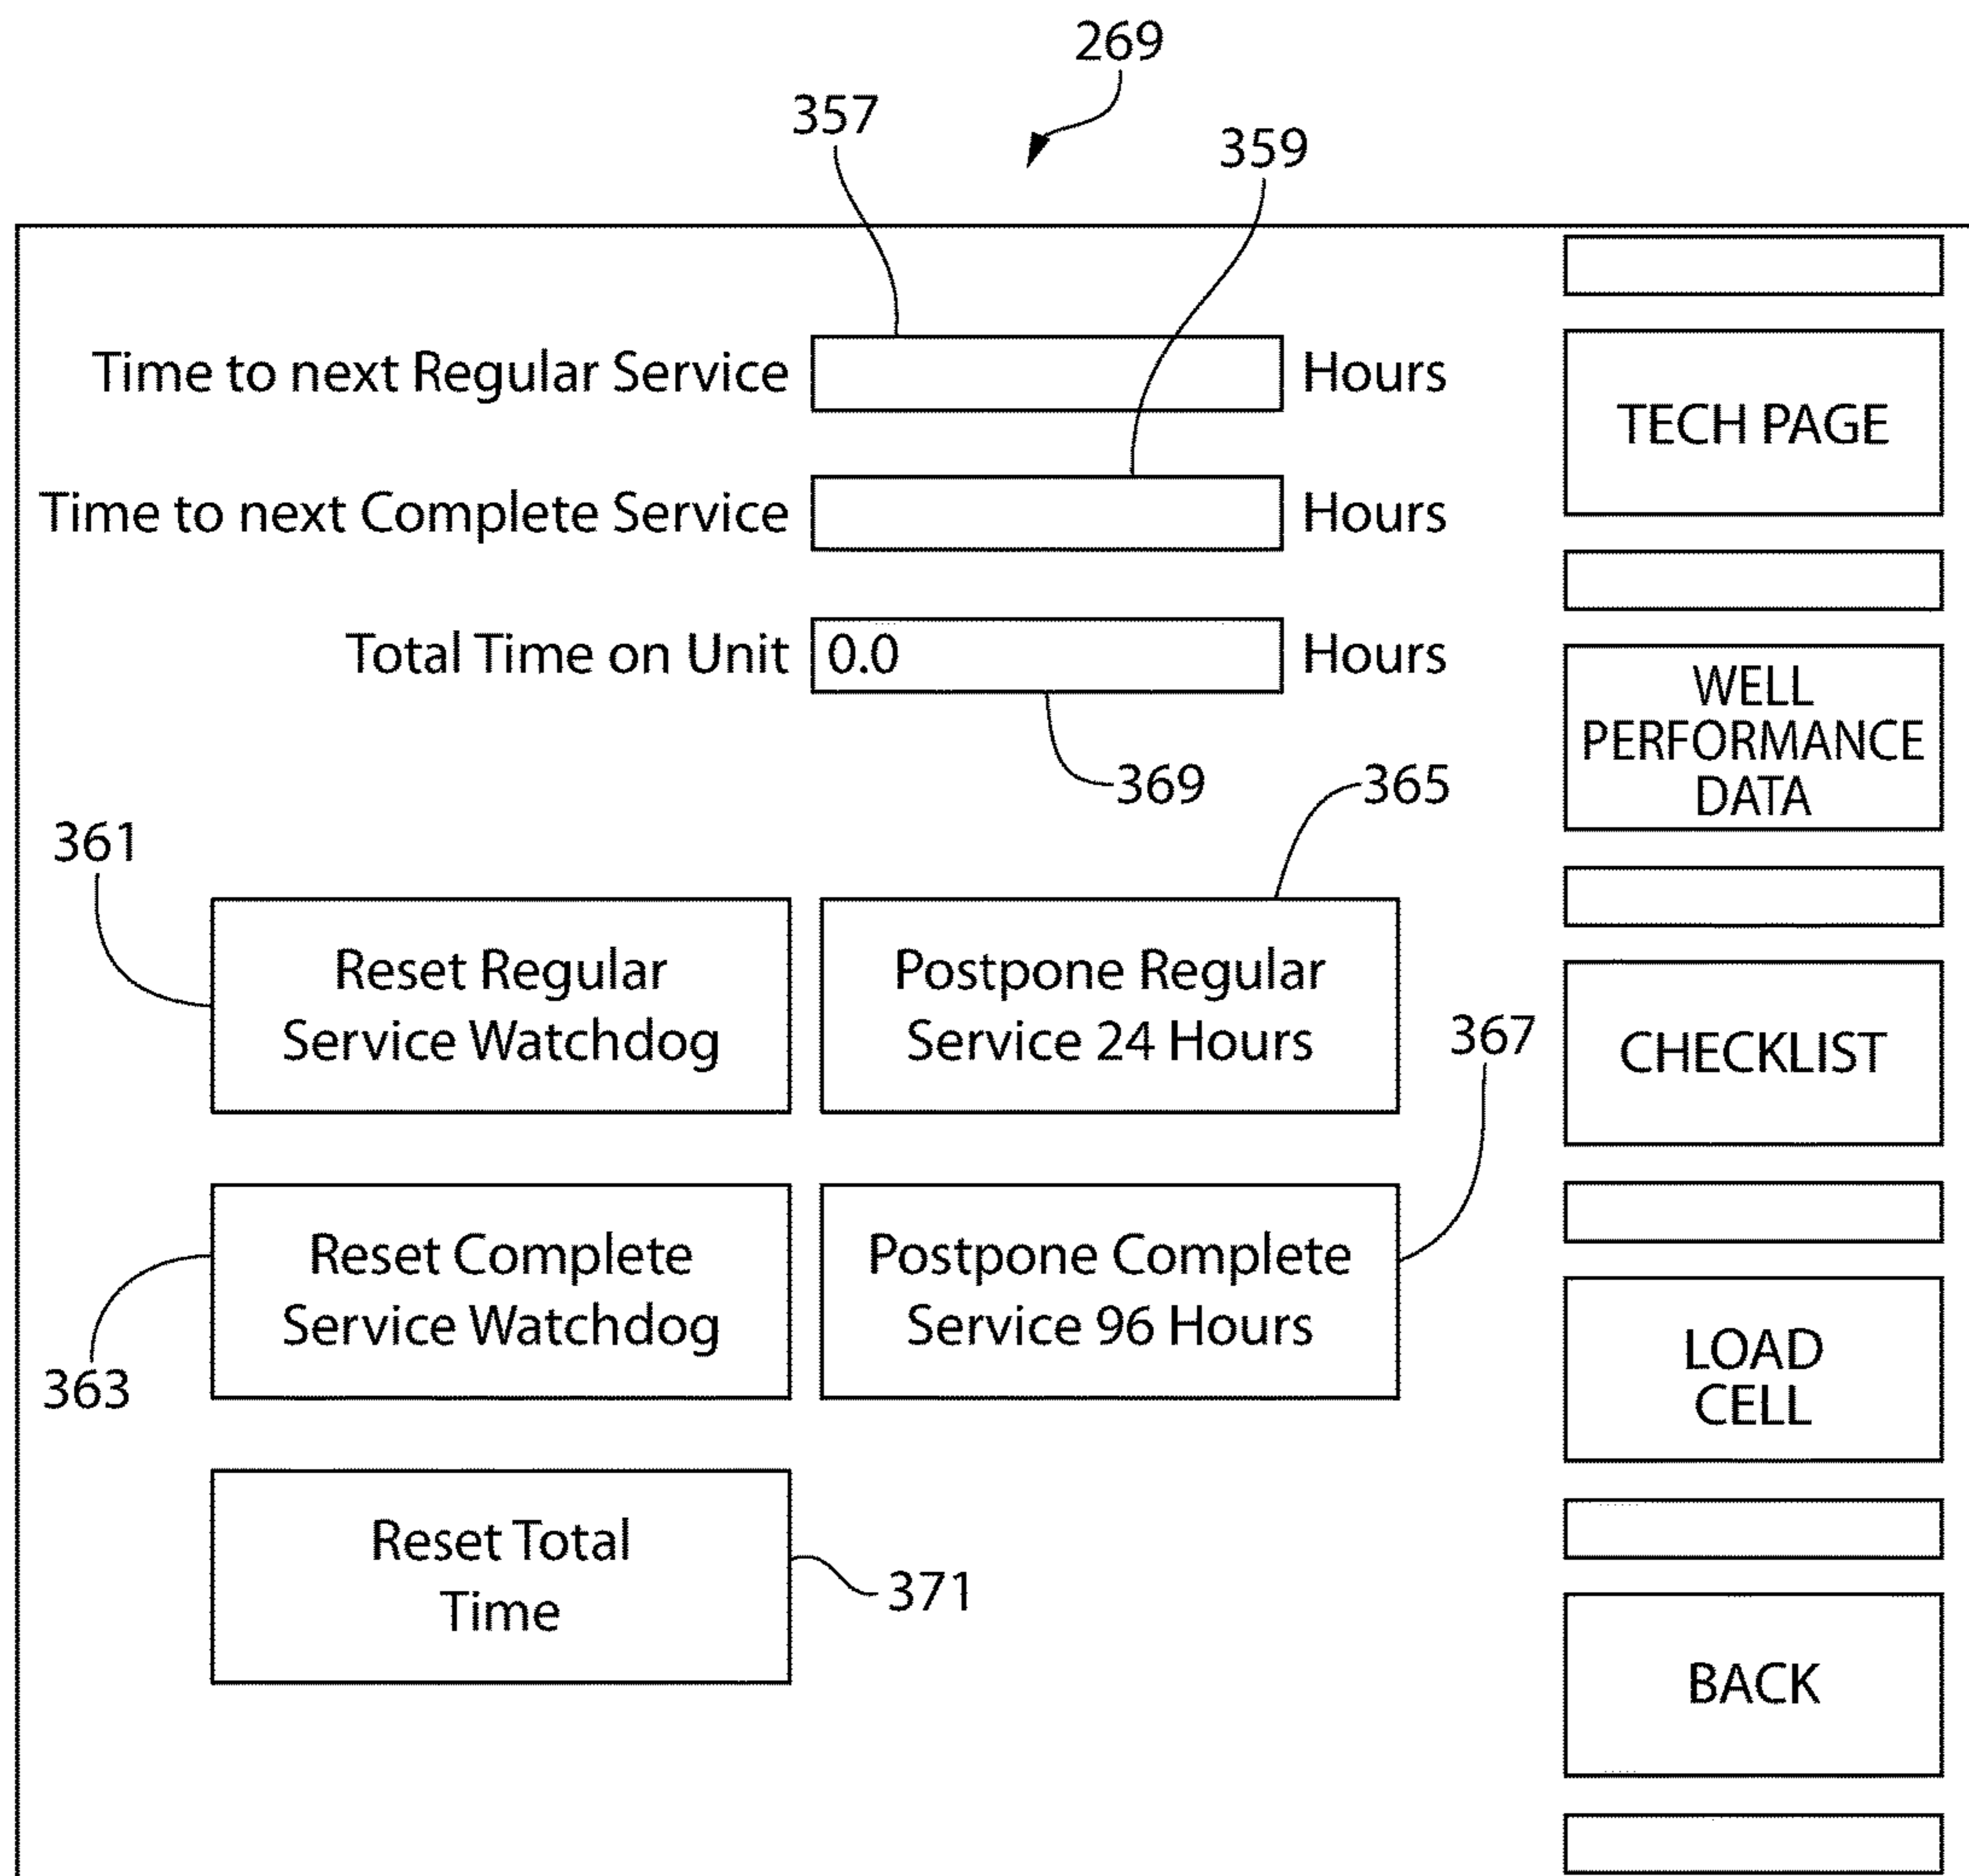 269
357
359
Time to next Regular Service Hours
TECH PAGE
Time to next Complete Service Hours
Total Time on Unit 0.0 Hours
WELL
PERFORMANCE
DATA
369
365
361
Reset Regular
Service Watchdog
Postpone Regular
Service 24 Hours
367
CHECKLIST
Reset Complete
Service Watchdog
Postpone Complete
Service 96 Hours
363
LOAD
CELL
Reset Total
Time
371
BACK